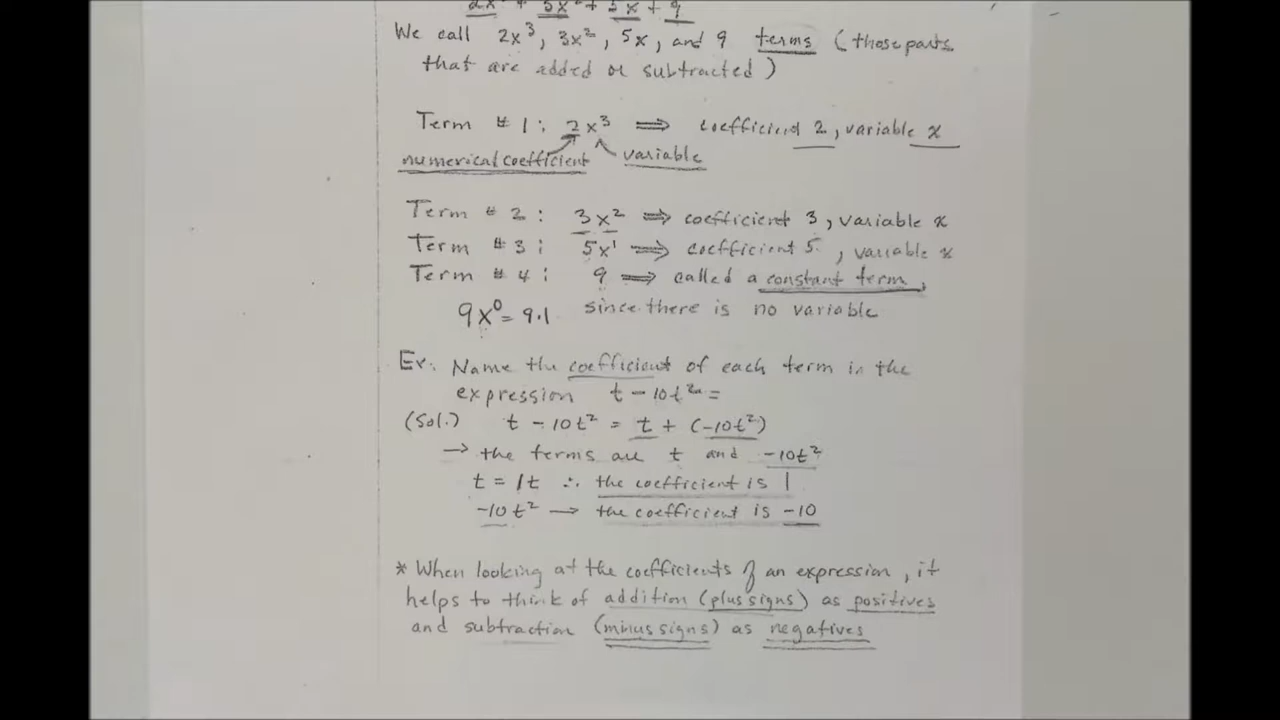 2x³ + 3x² + 5x + 9
We call 2x³, 3x², 5x, and 9 terms (those parts
that are added or subtracted)
Term # 1: 2x³ ⟹ coefficient 2, variable x
numerical coefficient variable
Term # 2: 3x² ⟹ coefficient 3, variable x
Term # 3: 5x¹ ⟹ coefficient 5, variable x
Term # 4: 9 ⟹ called a constant term,
9x⁰ = 9·1 since there is no variable
Ex. Name the coefficient of each term in the
expression t - 10t² =
(Sol.) t - 10t² = t + (-10t²)
→ the terms are t and -10t²
t = 1t ∴ the coefficient is 1
-10t² → the coefficient is -10
* When looking at the coefficients of an expression, it
helps to think of addition (plus signs) as positives
and subtraction (minus signs) as negatives